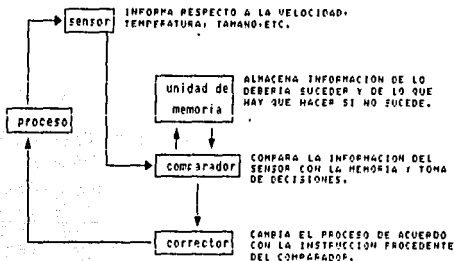 sensor
INFORMA RESPECTO A LA VELOCIDAD,
TEMPERATURA, TAMANO,ETC.
unidad de
memoria
ALMACENA INFORMACION DE LO
DEBERIA SUCEDER Y DE LO QUE
HAY QUE HACER SI NO SUCEDE.
proceso
comparador
COMPARA LA INFORMACION DEL
SENSOR CON LA MEMORIA Y TOMA
DE DECISIONES.
corrector
CAMBIA EL PROCESO DE ACUERDO
CON LA INSTRUCCION PROCEDENTE
DEL COMPARADOR.